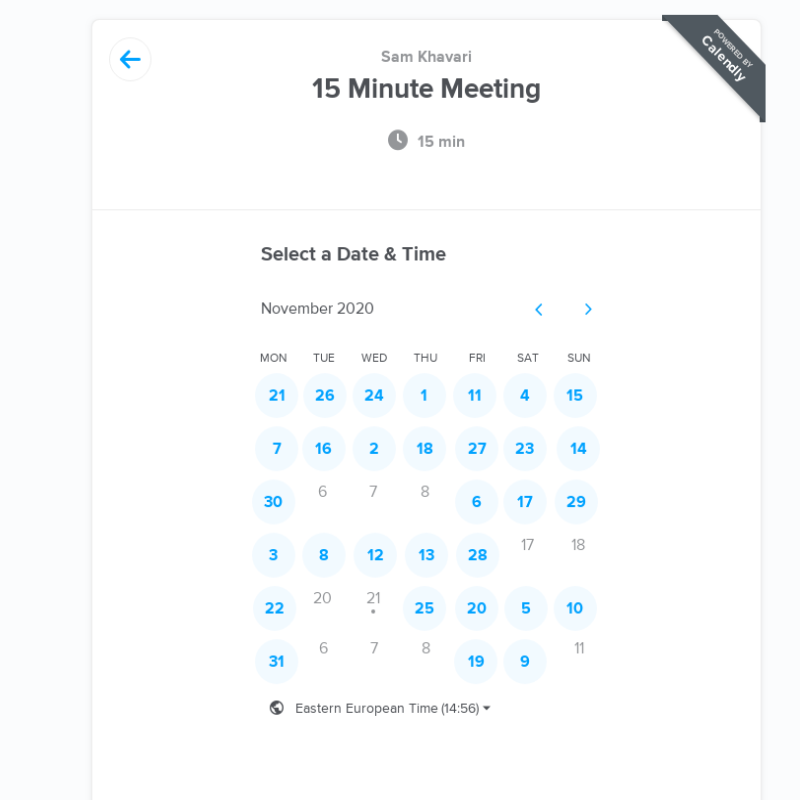 POWERED BY
Calendly
Sam Khavari
15 Minute Meeting
15 min
Select a Date & Time
November 2020
MON TUE WED THU FRI SAT SUN
21 26 24 1 11 4 15
7 16 2 18 27 23 14
30 6 7 8 6 17 29
3 8 12 13 28 17 18
22 20 21 25 20 5 10
31 6 7 8 19 9 11
Eastern European Time (14:56)